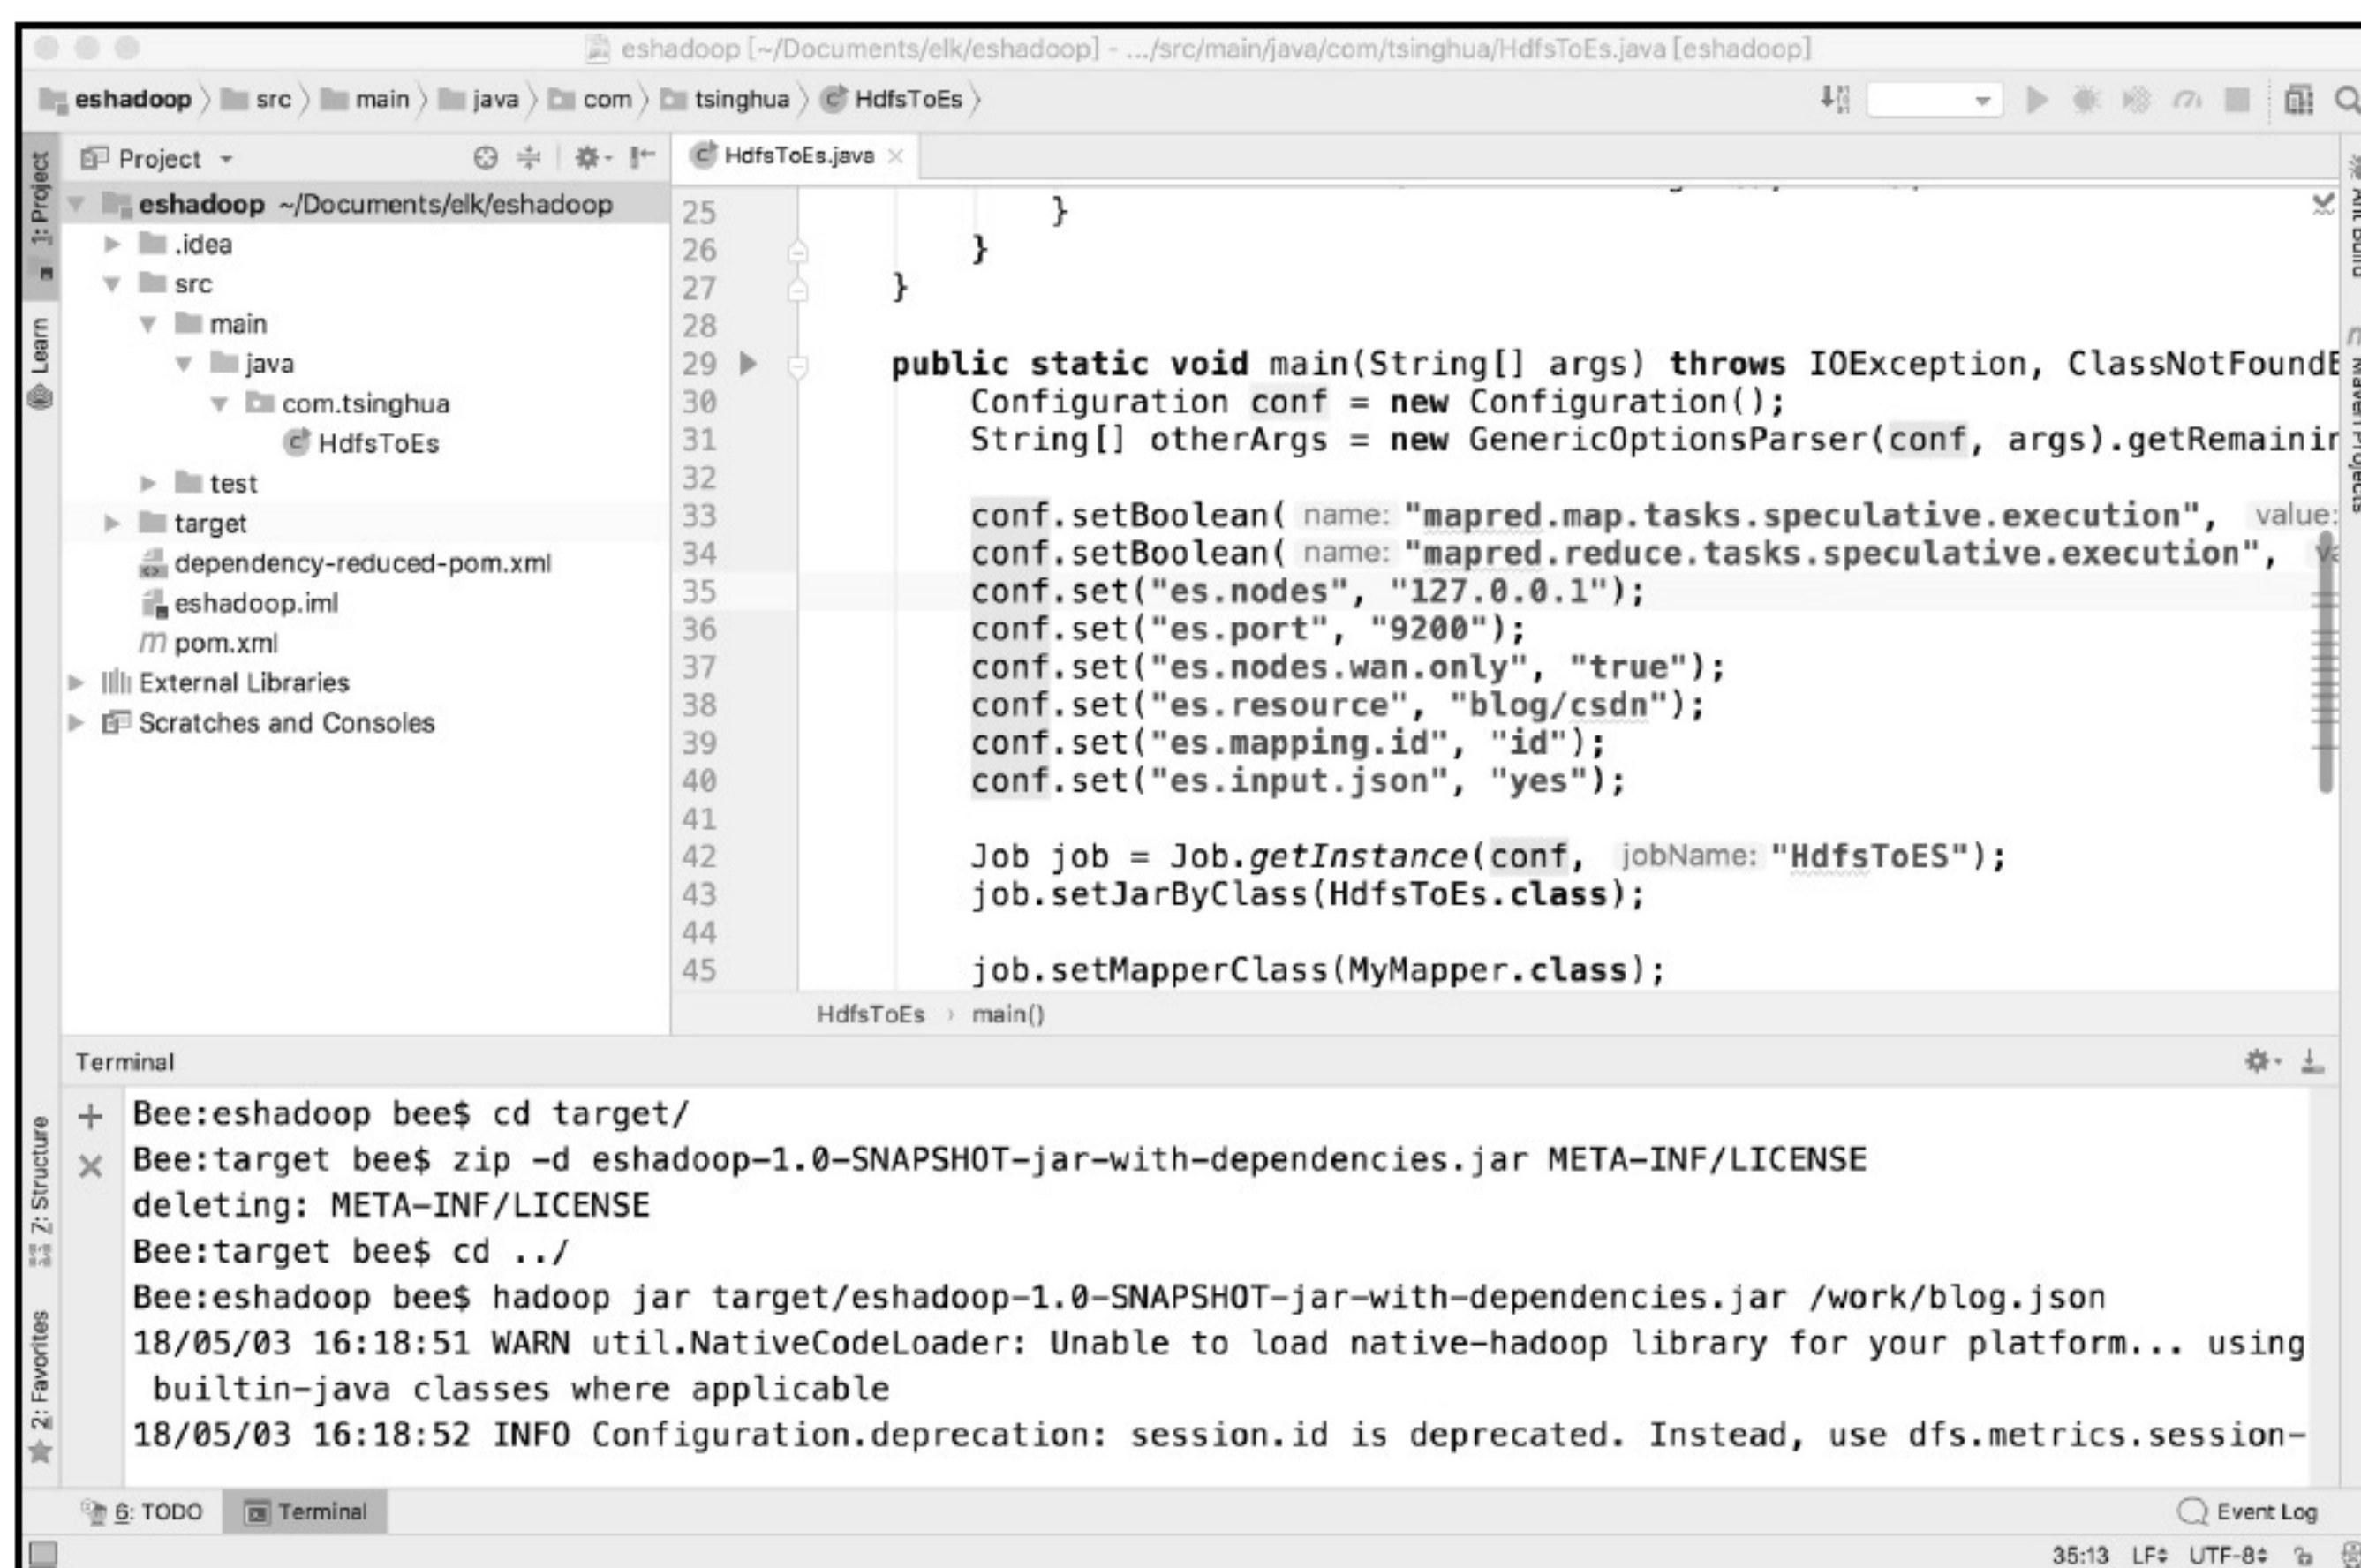 eshadoop [~/Documents/elk/eshadoop] - .../src/main/java/com/tsinghua/HdfsToEs.java [eshadoop]
eshadoop src main java com tsinghua HdfsToEs
1: Project
Learn
Z: Structure
2: Favorites
Project
eshadoop ~/Documents/elk/eshadoop
.idea
src
main
java
com.tsinghua
HdfsToEs
test
target
dependency-reduced-pom.xml
eshadoop.iml
pom.xml
External Libraries
Scratches and Consoles
HdfsToEs.java
25 }
26 }
27 }
28
29 public static void main(String[] args) throws IOException, ClassNotFoundE
30 Configuration conf = new Configuration();
31 String[] otherArgs = new GenericOptionsParser(conf, args).getRemainin
32
33 conf.setBoolean( name: "mapred.map.tasks.speculative.execution", value:
34 conf.setBoolean( name: "mapred.reduce.tasks.speculative.execution", va
35 conf.set("es.nodes", "127.0.0.1");
36 conf.set("es.port", "9200");
37 conf.set("es.nodes.wan.only", "true");
38 conf.set("es.resource", "blog/csdn");
39 conf.set("es.mapping.id", "id");
40 conf.set("es.input.json", "yes");
41
42 Job job = Job.getInstance(conf, jobName: "HdfsToES");
43 job.setJarByClass(HdfsToEs.class);
44
45 job.setMapperClass(MyMapper.class);
HdfsToEs › main()
Ant Build
Maven Projects
Terminal
Bee:eshadoop bee$ cd target/
Bee:target bee$ zip -d eshadoop-1.0-SNAPSHOT-jar-with-dependencies.jar META-INF/LICENSE
deleting: META-INF/LICENSE
Bee:target bee$ cd ../
Bee:eshadoop bee$ hadoop jar target/eshadoop-1.0-SNAPSHOT-jar-with-dependencies.jar /work/blog.json
18/05/03 16:18:51 WARN util.NativeCodeLoader: Unable to load native-hadoop library for your platform... using
builtin-java classes where applicable
18/05/03 16:18:52 INFO Configuration.deprecation: session.id is deprecated. Instead, use dfs.metrics.session-
6: TODO Terminal Event Log
35:13 LF UTF-8